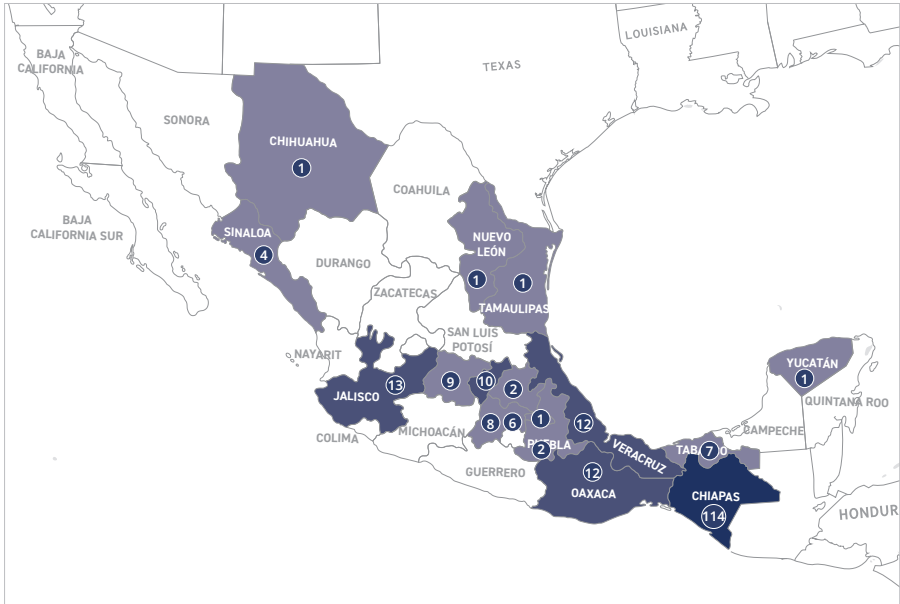 LOUISIANA
BAJA
CALIFORNIA
TEXAS
SONORA
CHIHUAHUA
1
COAHUILA
BAJA
CALIFORNIA SUR
SINALOA
4
NUEVO
LEÓN
1
1
DURANGO
ZACATECAS
TAMAULIPAS
SAN LUIS
POTOSÍ
NAYARIT
YUCATÁN
1
JALISCO
13
9
10
2
QUINTANA ROO
COLIMA
MICHOACÁN
8
6
1
12
CAMPECHE
PUEBLA
2
VERACRUZ
TABASCO
7
GUERRERO
12
OAXACA
CHIAPAS
114
HONDUR